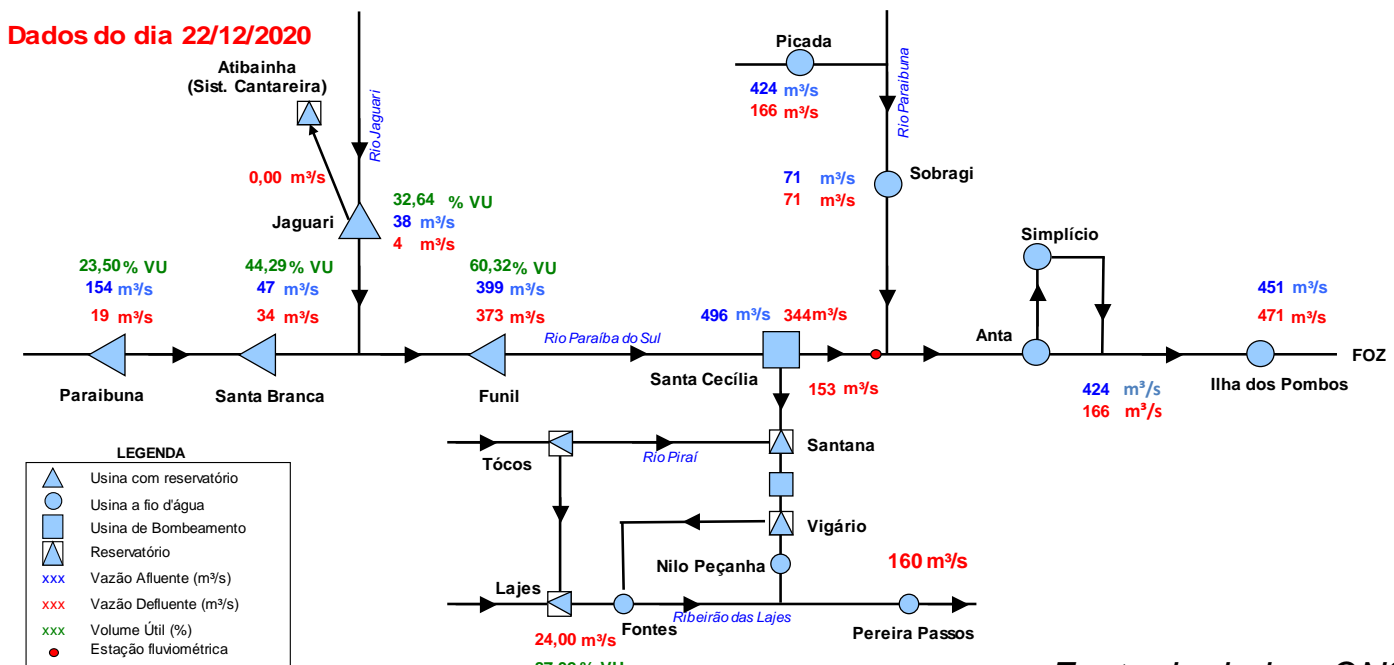 Dados do dia 22/12/2020
Atibainha
(Sist. Cantareira)
Rio Jaguari
0,00 m³/s
Jaguari
32,64 % VU
38 m³/s
4 m³/s
Picada
424 m³/s
166 m³/s
Rio Paraibuna
71 m³/s
71 m³/s
Sobragi
Simplício
23,50 % VU
154 m³/s
19 m³/s
Paraibuna
44,29 % VU
47 m³/s
34 m³/s
Santa Branca
60,32 % VU
399 m³/s
373 m³/s
Funil
Rio Paraíba do Sul
496 m³/s 344 m³/s
Santa Cecília
153 m³/s
Anta
424 m³/s
166 m³/s
451 m³/s
471 m³/s
Ilha dos Pombos
FOZ
Tócos
Rio Piraí
Santana
Vigário
Nilo Peçanha
160 m³/s
Lajes
Fontes
Ribeirão das Lajes
Pereira Passos
24,00 m³/s
% VU
LEGENDA
Usina com reservatório
Usina a fio d'água
Usina de Bombeamento
Reservatório
xxx Vazão Afluente (m³/s)
xxx Vazão Defluente (m³/s)
xxx Volume Útil (%)
Estação fluviométrica